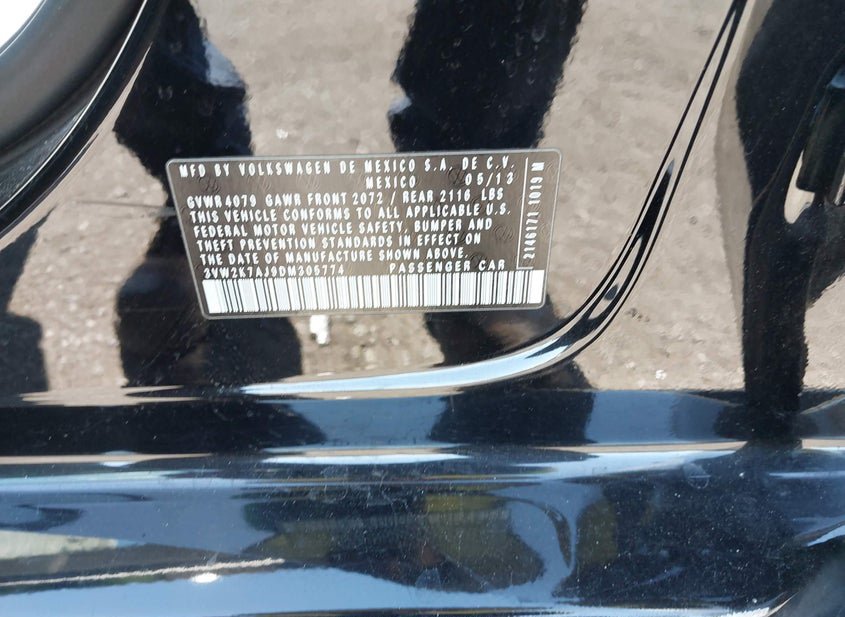 MFD BY VOLKSWAGEN DE MEXICO S.A. DE C.V.
MEXICO 05/13
GVWR 4079 GAWR FRONT 2072 / REAR 2116 LBS
THIS VEHICLE CONFORMS TO ALL APPLICABLE U.S.
FEDERAL MOTOR VEHICLE SAFETY, BUMPER AND
THEFT PREVENTION STANDARDS IN EFFECT ON
THE DATE OF MANUFACTURE SHOWN ABOVE.
3VW2K7AJ9DM305774 PASSENGER CAR
2146171 1019 M